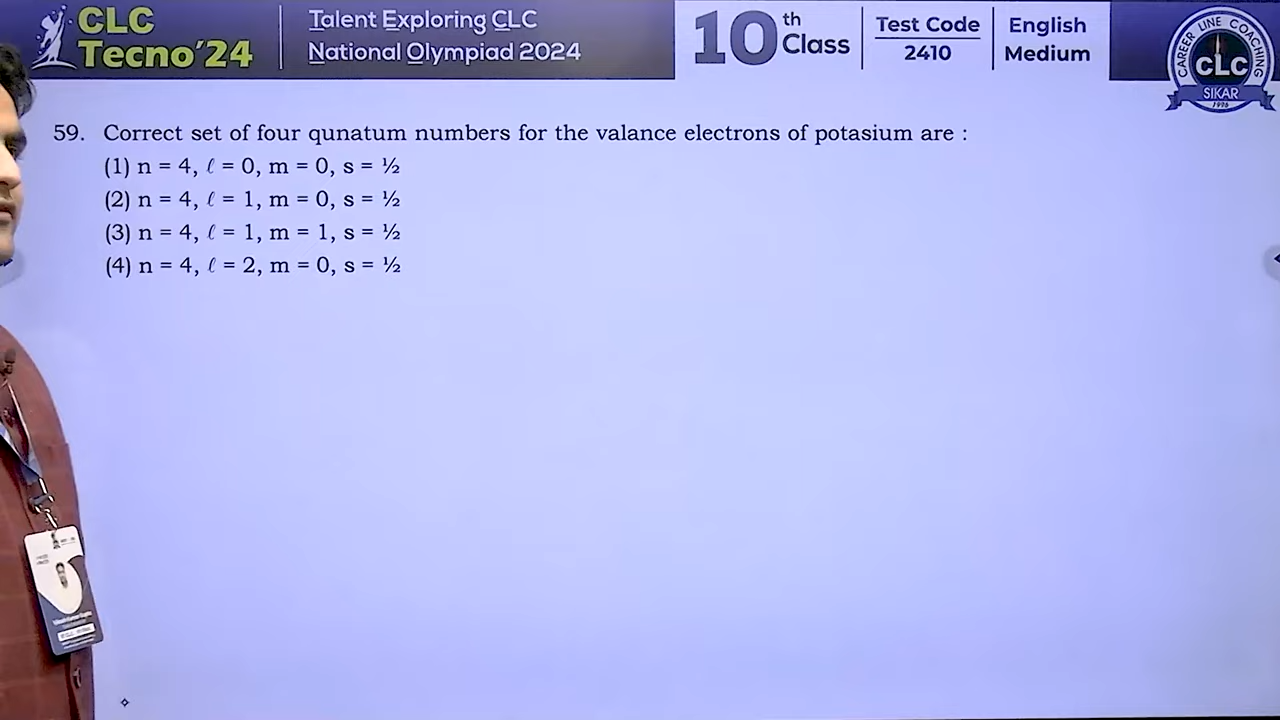 CLC
Tecno'24
Talent Exploring CLC
National Olympiad 2024
10th Class
Test Code
2410
English
Medium
CAREER LINE COACHING
CLC
SIKAR
1996
59. Correct set of four qunatum numbers for the valance electrons of potasium are :
(1) n = 4, ℓ = 0, m = 0, s = ½
(2) n = 4, ℓ = 1, m = 0, s = ½
(3) n = 4, ℓ = 1, m = 1, s = ½
(4) n = 4, ℓ = 2, m = 0, s = ½